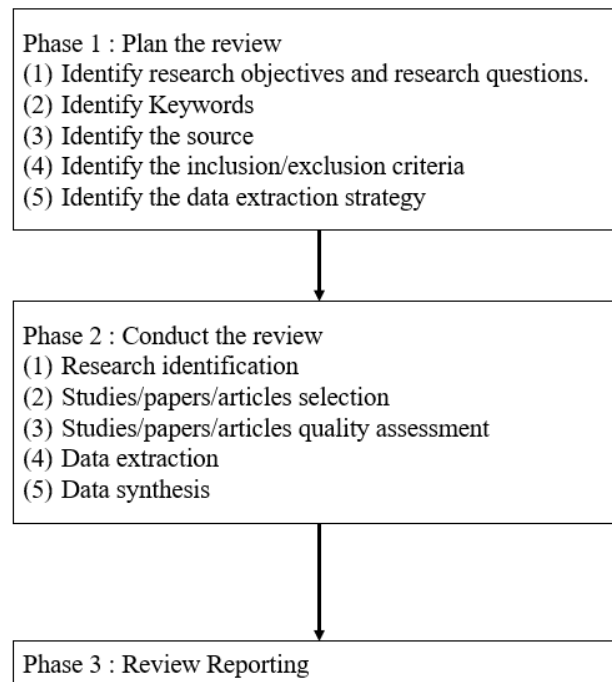 Phase 1 : Plan the review
(1) Identify research objectives and research questions.
(2) Identify Keywords
(3) Identify the source
(4) Identify the inclusion/exclusion criteria
(5) Identify the data extraction strategy
Phase 2 : Conduct the review
(1) Research identification
(2) Studies/papers/articles selection
(3) Studies/papers/articles quality assessment
(4) Data extraction
(5) Data synthesis
Phase 3 : Review Reporting